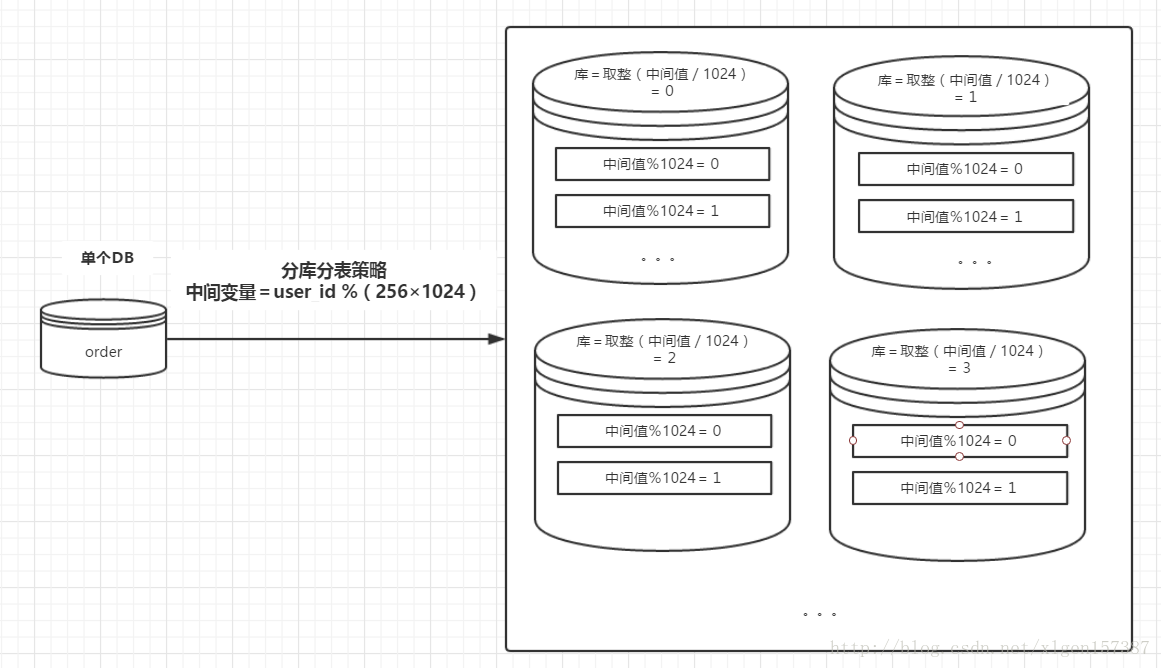 单个DB
order
分库分表策略
中间变量＝user_id %（256×1024）
库＝取整（中间值 / 1024）
= 0
中间值%1024＝ 0
中间值%1024＝ 1
。。。
库＝取整（中间值 / 1024）
= 1
中间值%1024＝ 0
中间值%1024＝ 1
。。。
库＝取整（中间值 / 1024）
= 2
中间值%1024＝ 0
中间值%1024＝ 1
库＝取整（中间值 / 1024）
= 3
中间值%1024＝ 0
中间值%1024＝ 1
。。。
http://blog.csdn.net/xlgen157387